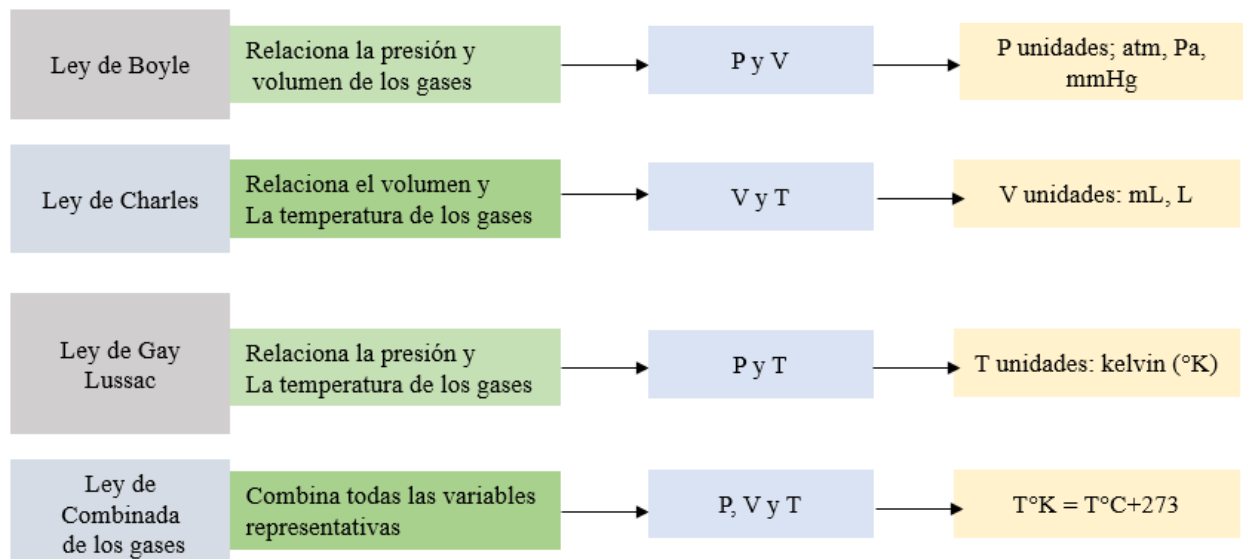 Ley de Boyle
Relaciona la presión y
volumen de los gases
P y V
P unidades; atm, Pa,
mmHg
Ley de Charles
Relaciona el volumen y
La temperatura de los gases
V y T
V unidades: mL, L
Ley de Gay
Lussac
Relaciona la presión y
La temperatura de los gases
P y T
T unidades: kelvin (°K)
Ley de
Combinada
de los gases
Combina todas las variables
representativas
P, V y T
T°K = T°C+273